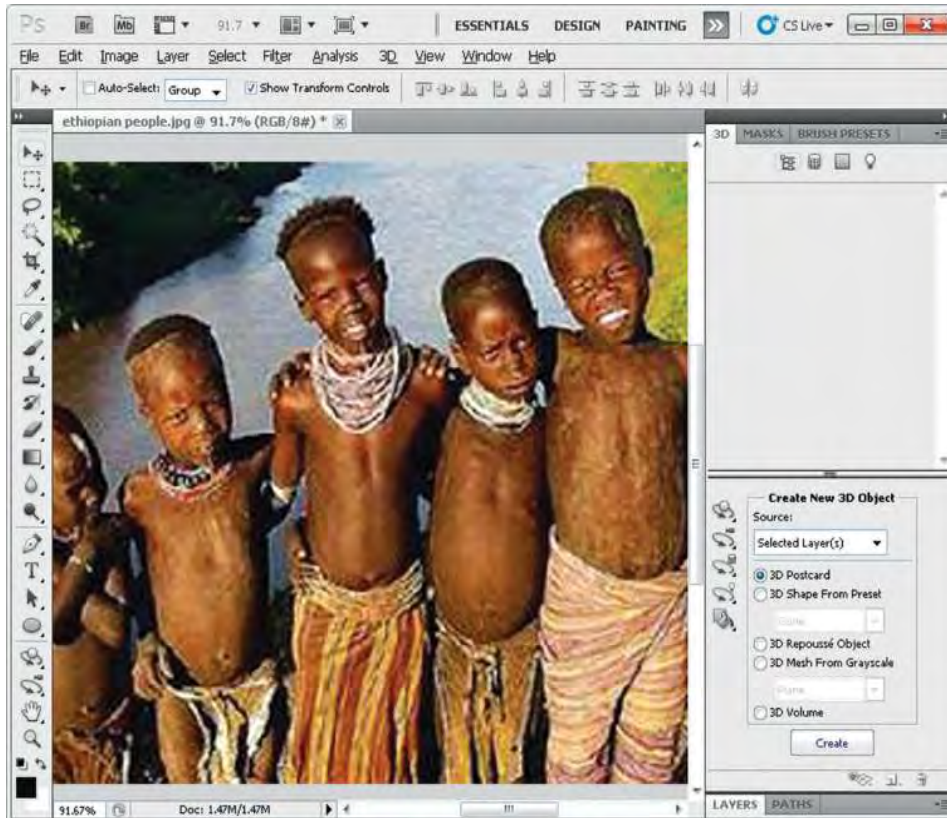 Ps Br Mb 91.7 ESSENTIALS DESIGN PAINTING CS Live
File Edit Image Layer Select Filter Analysis 3D View Window Help
Auto-Select: Group Show Transform Controls
ethiopian people.jpg @ 91.7% (RGB/8#) *
3D MASKS BRUSH PRESETS
Create New 3D Object
Source:
Selected Layer(s)
3D Postcard
3D Shape From Preset
3D Repoussé Object
3D Mesh From Grayscale
Plane
3D Volume
Create
91.67% Doc: 1.47M/1.47M
LAYERS PATHS